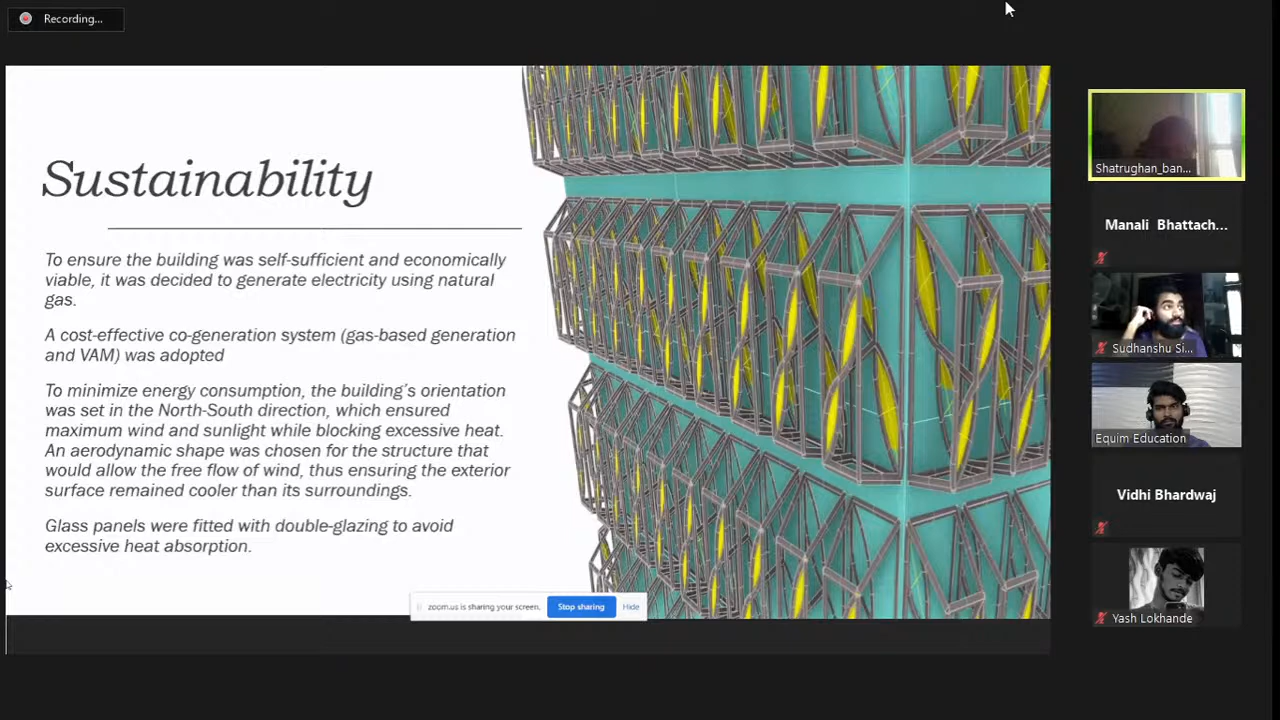 Recording...
Sustainability
To ensure the building was self-sufficient and economically
viable, it was decided to generate electricity using natural
gas.
A cost-effective co-generation system (gas-based generation
and VAM) was adopted
To minimize energy consumption, the building's orientation
was set in the North-South direction, which ensured
maximum wind and sunlight while blocking excessive heat.
An aerodynamic shape was chosen for the structure that
would allow the free flow of wind, thus ensuring the exterior
surface remained cooler than its surroundings.
Glass panels were fitted with double-glazing to avoid
excessive heat absorption.
zoom.us is sharing your screen.
Stop sharing
Hide
Shatrughan_ban...
Manali Bhattach...
Sudhanshu Si...
Equim Education
Vidhi Bhardwaj
Yash Lokhande